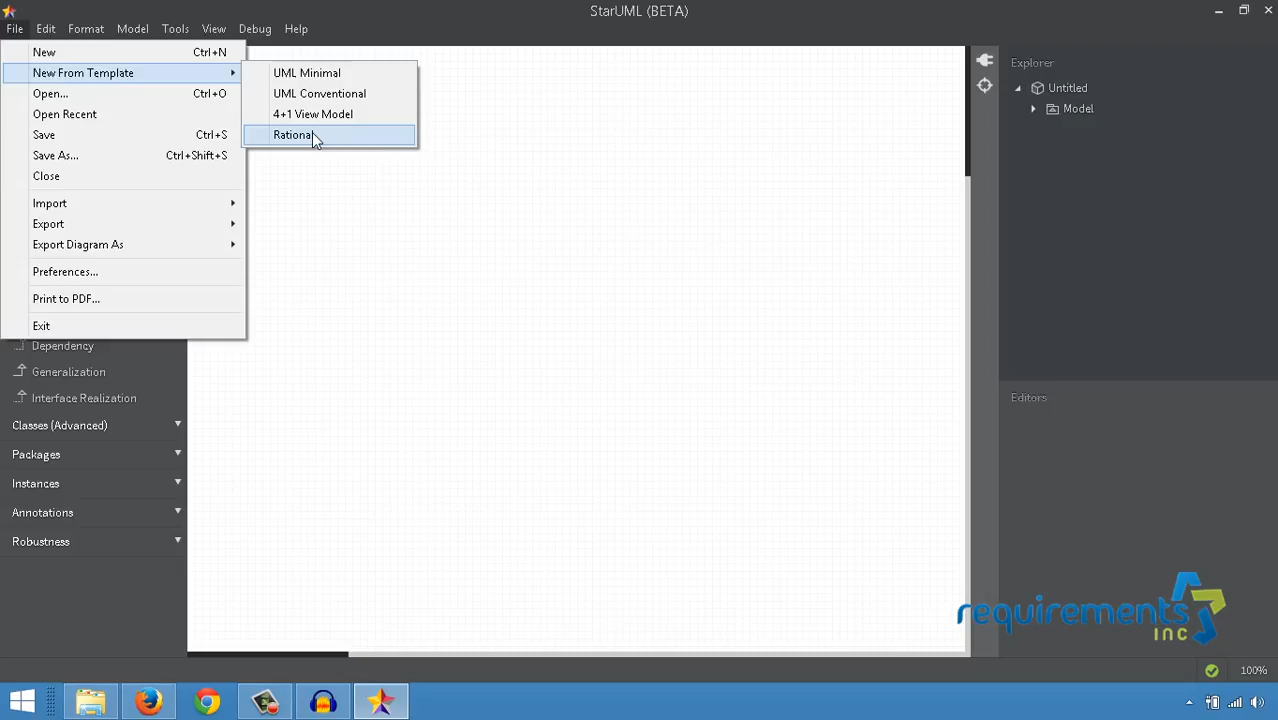 StarUML (BETA)
File Edit Format Model Tools View Debug Help
New Ctrl+N
New From Template
Open... Ctrl+O
Open Recent
Save Ctrl+S
Save As... Ctrl+Shift+S
Close
Import
Export
Export Diagram As
Preferences...
Print to PDF...
Exit
UML Minimal
UML Conventional
4+1 View Model
Rational
Dependency
Generalization
Interface Realization
Classes (Advanced)
Packages
Instances
Annotations
Robustness
Explorer
Untitled
Model
Editors
requirements
INC
100%